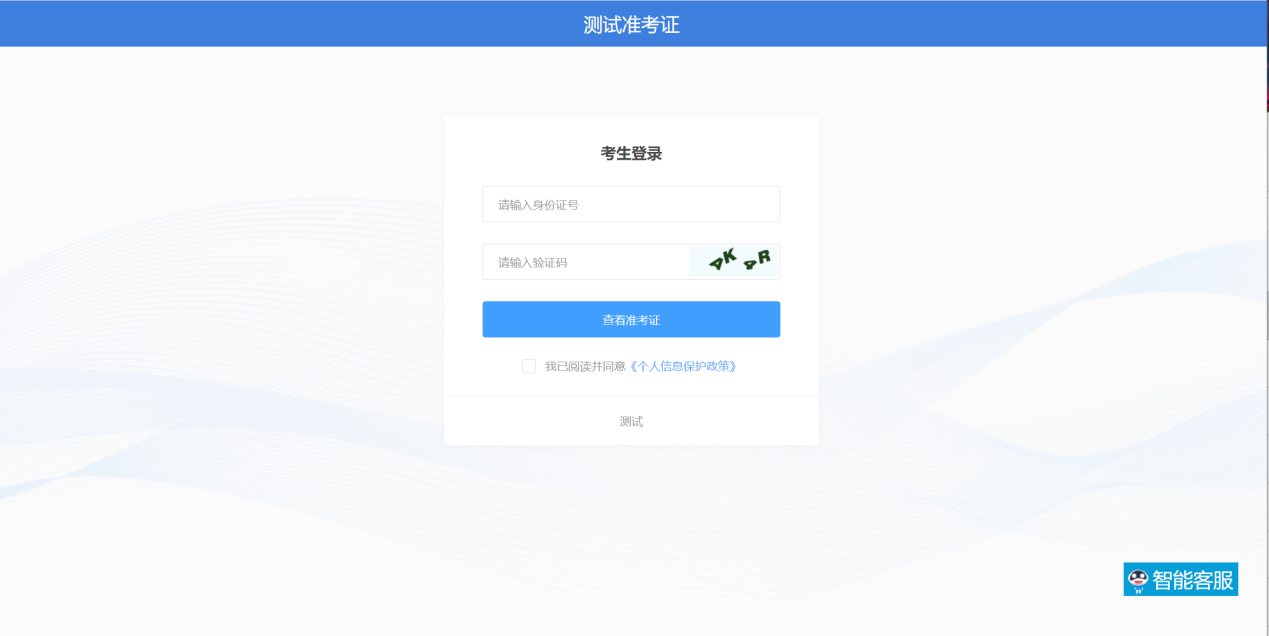 测试准考证
考生登录
请输入身份证号
请输入验证码
AK4R
查看准考证
我已阅读并同意《个人信息保护政策》
测试
智能客服